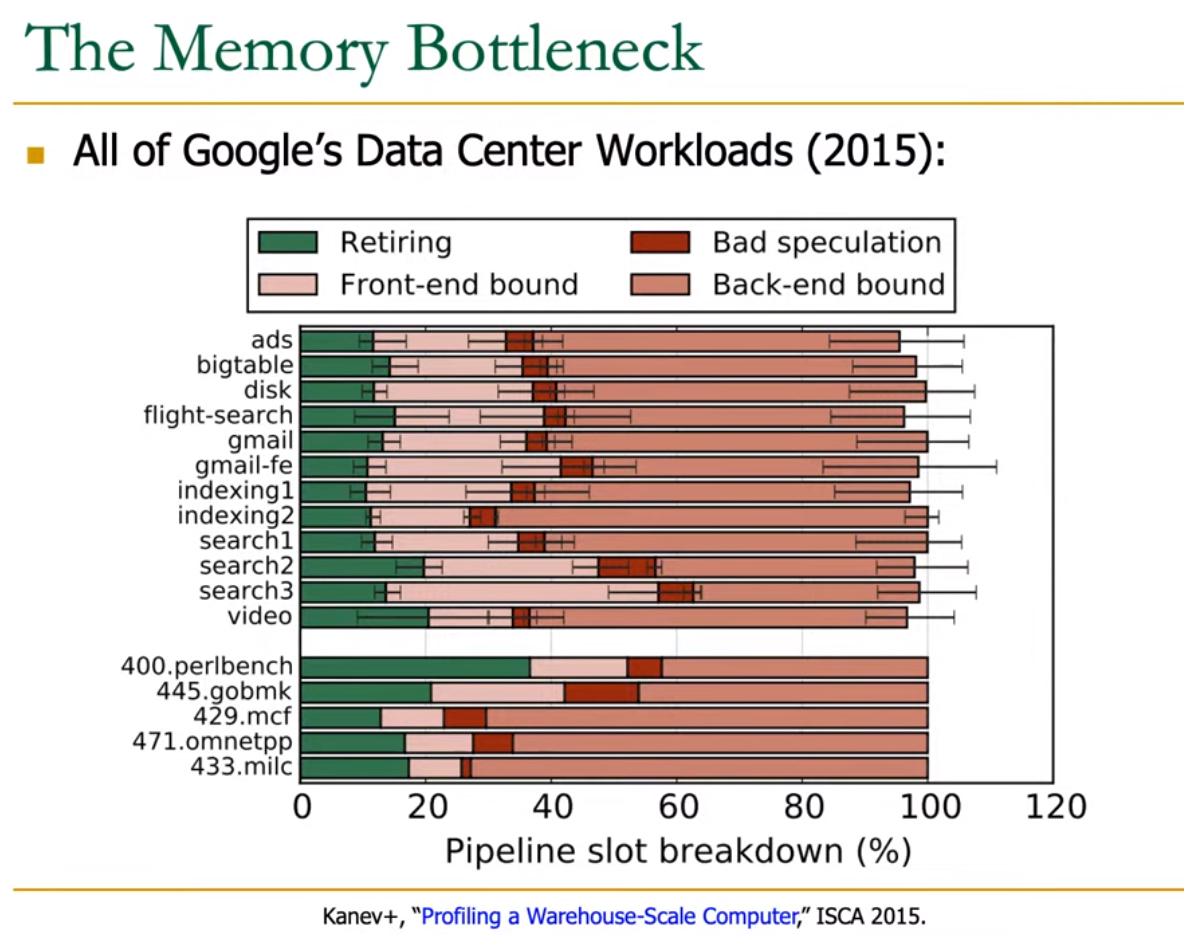 The Memory Bottleneck
All of Google's Data Center Workloads (2015):
Retiring
Bad speculation
Front-end bound
Back-end bound
ads
bigtable
disk
flight-search
gmail
gmail-fe
indexing1
indexing2
search1
search2
search3
video
400.perlbench
445.gobmk
429.mcf
471.omnetpp
433.milc
0 20 40 60 80 100 120
Pipeline slot breakdown (%)
Kanev+, “Profiling a Warehouse-Scale Computer,” ISCA 2015.